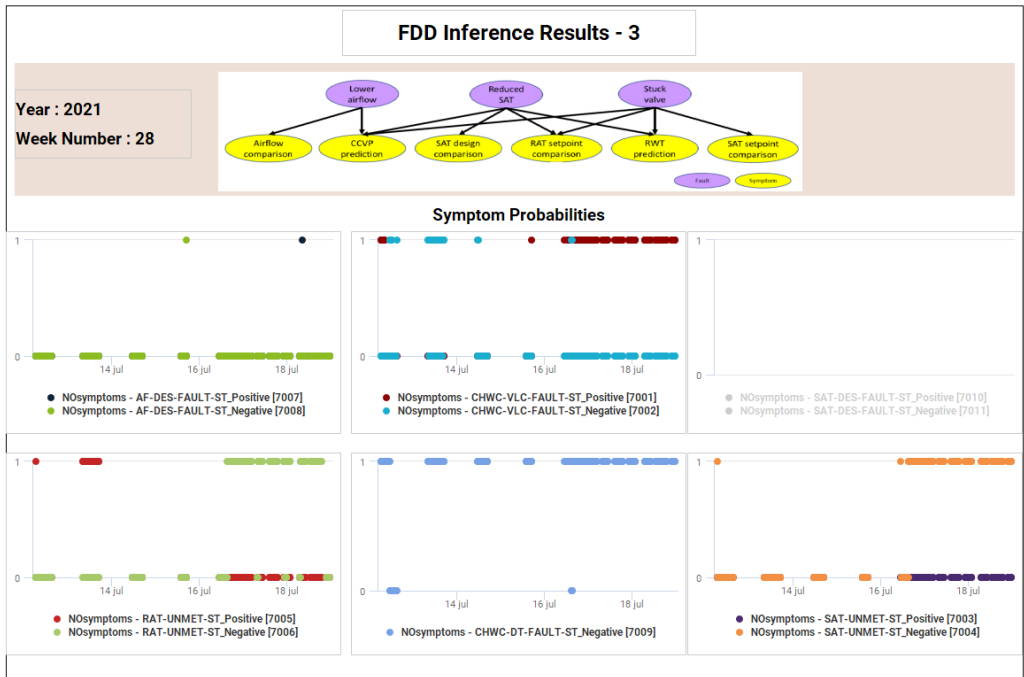 FDD Inference Results - 3
Year : 2021
Week Number : 28
Lower airflow
Reduced SAT
Stuck valve
Airflow comparison
CCVP prediction
SAT design comparison
RAT setpoint comparison
RWT prediction
SAT setpoint comparison
Fault
Symptom
Symptom Probabilities
1
0
14 jul
16 jul
18 jul
NOsymptoms - AF-DES-FAULT-ST_Positive [7007]
NOsymptoms - AF-DES-FAULT-ST_Negative [7008]
1
0
14 jul
16 jul
18 jul
NOsymptoms - CHWC-VLC-FAULT-ST_Positive [7001]
NOsymptoms - CHWC-VLC-FAULT-ST_Negative [7002]
1
0
NOsymptoms - SAT-DES-FAULT-ST_Positive [7010]
NOsymptoms - SAT-DES-FAULT-ST_Negative [7011]
1
0
14 jul
16 jul
18 jul
NOsymptoms - RAT-UNMET-ST_Positive [7005]
NOsymptoms - RAT-UNMET-ST_Negative [7006]
1
0
14 jul
16 jul
18 jul
NOsymptoms - CHWC-DT-FAULT-ST_Negative [7009]
1
0
14 jul
16 jul
18 jul
NOsymptoms - SAT-UNMET-ST_Positive [7003]
NOsymptoms - SAT-UNMET-ST_Negative [7004]